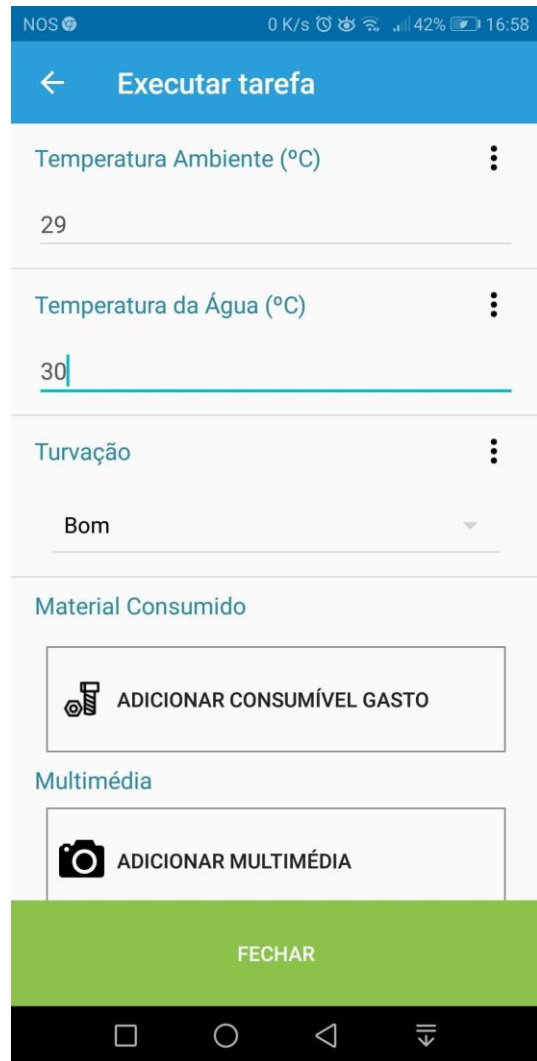 NOS 0 K/s 42% 16:58
Executar tarefa
Temperatura Ambiente (ºC)
29
Temperatura da Água (ºC)
30
Turvação
Bom
Material Consumido
ADICIONAR CONSUMÍVEL GASTO
Multimédia
ADICIONAR MULTIMÉDIA
FECHAR